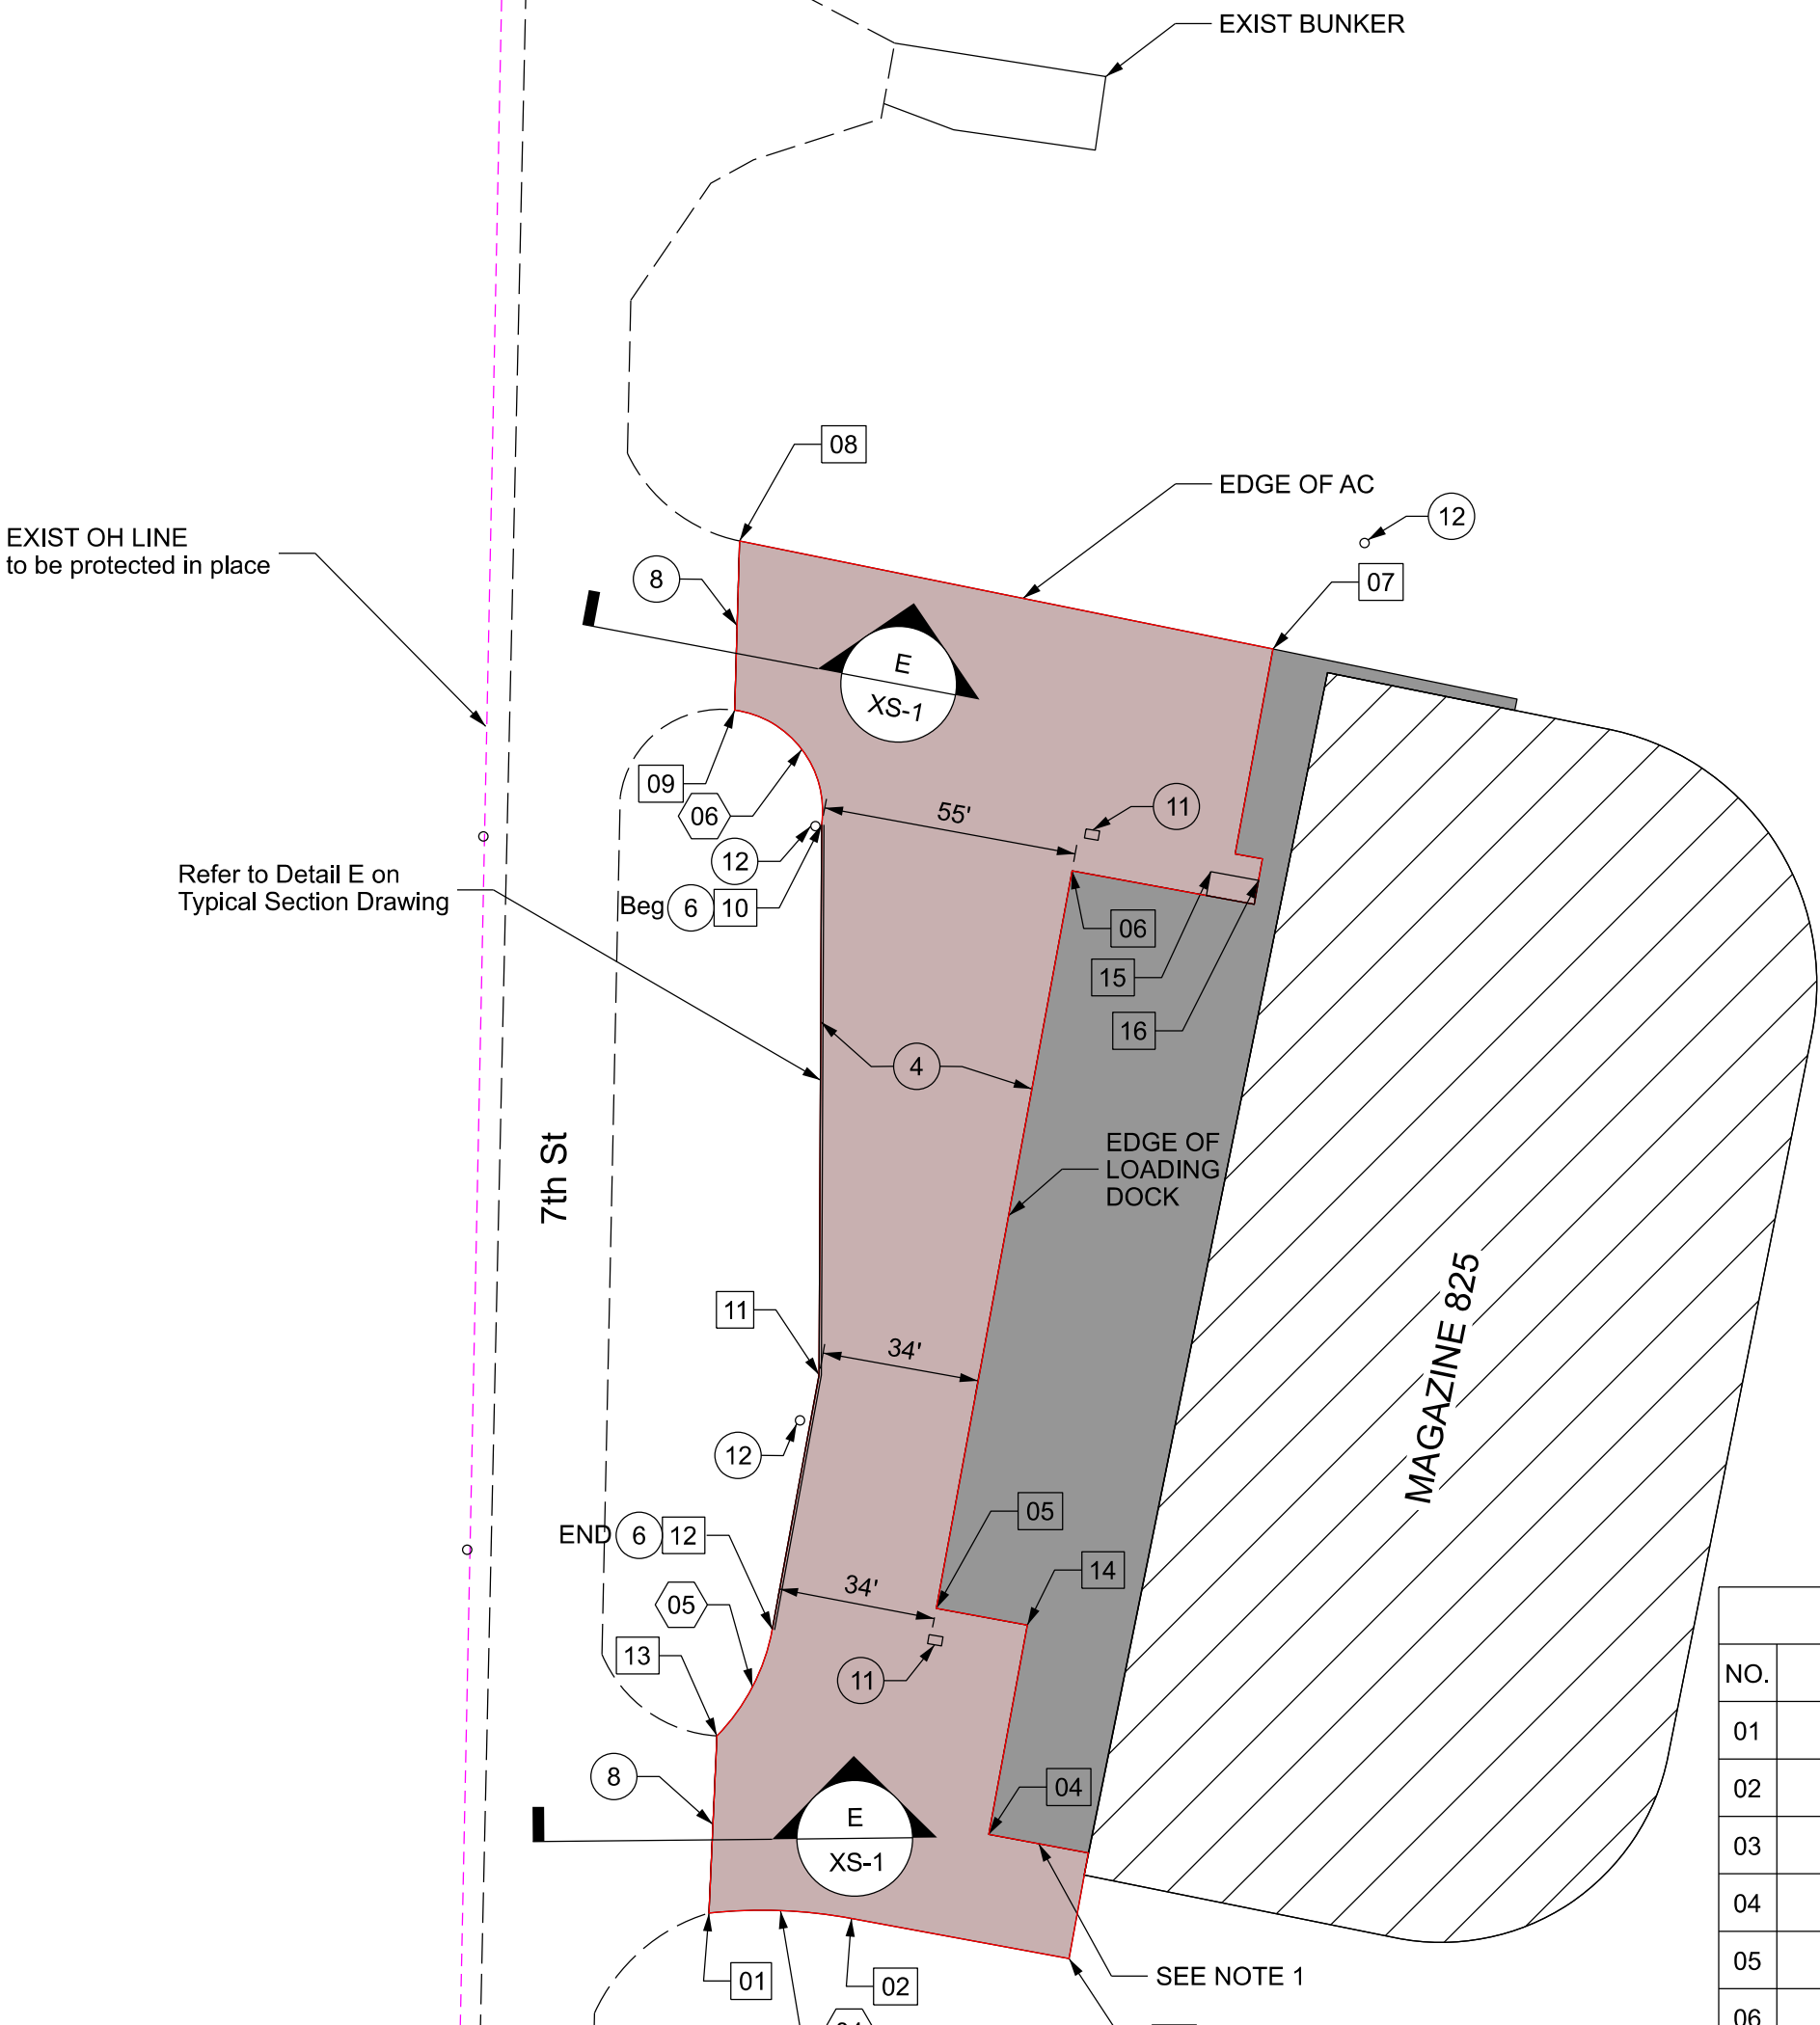 EXIST BUNKER
08
EDGE OF AC
12
EXIST OH LINE
to be protected in place
8
07
E
XS-1
09
06
55'
11
12
Refer to Detail E on
Typical Section Drawing
Beg 6 10
06
15
16
4
EDGE OF
LOADING
DOCK
7th St
11
34'
MAGAZINE 825
12
05
END 6 12
14
34'
05
13
11
NO.
01
8
04
02
E
XS-1
03
04
05
SEE NOTE 1
01
02
06